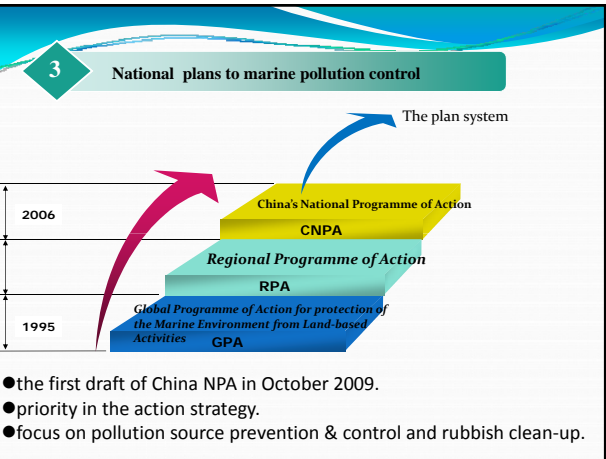 3
National plans to marine pollution control
The plan system
2006
China's National Programme of Action
CNPA
Regional Programme of Action
RPA
1995
Global Programme of Action for protection of
the Marine Environment from Land-based
Activities GPA
●the first draft of China NPA in October 2009.
●priority in the action strategy.
●focus on pollution source prevention & control and rubbish clean-up.